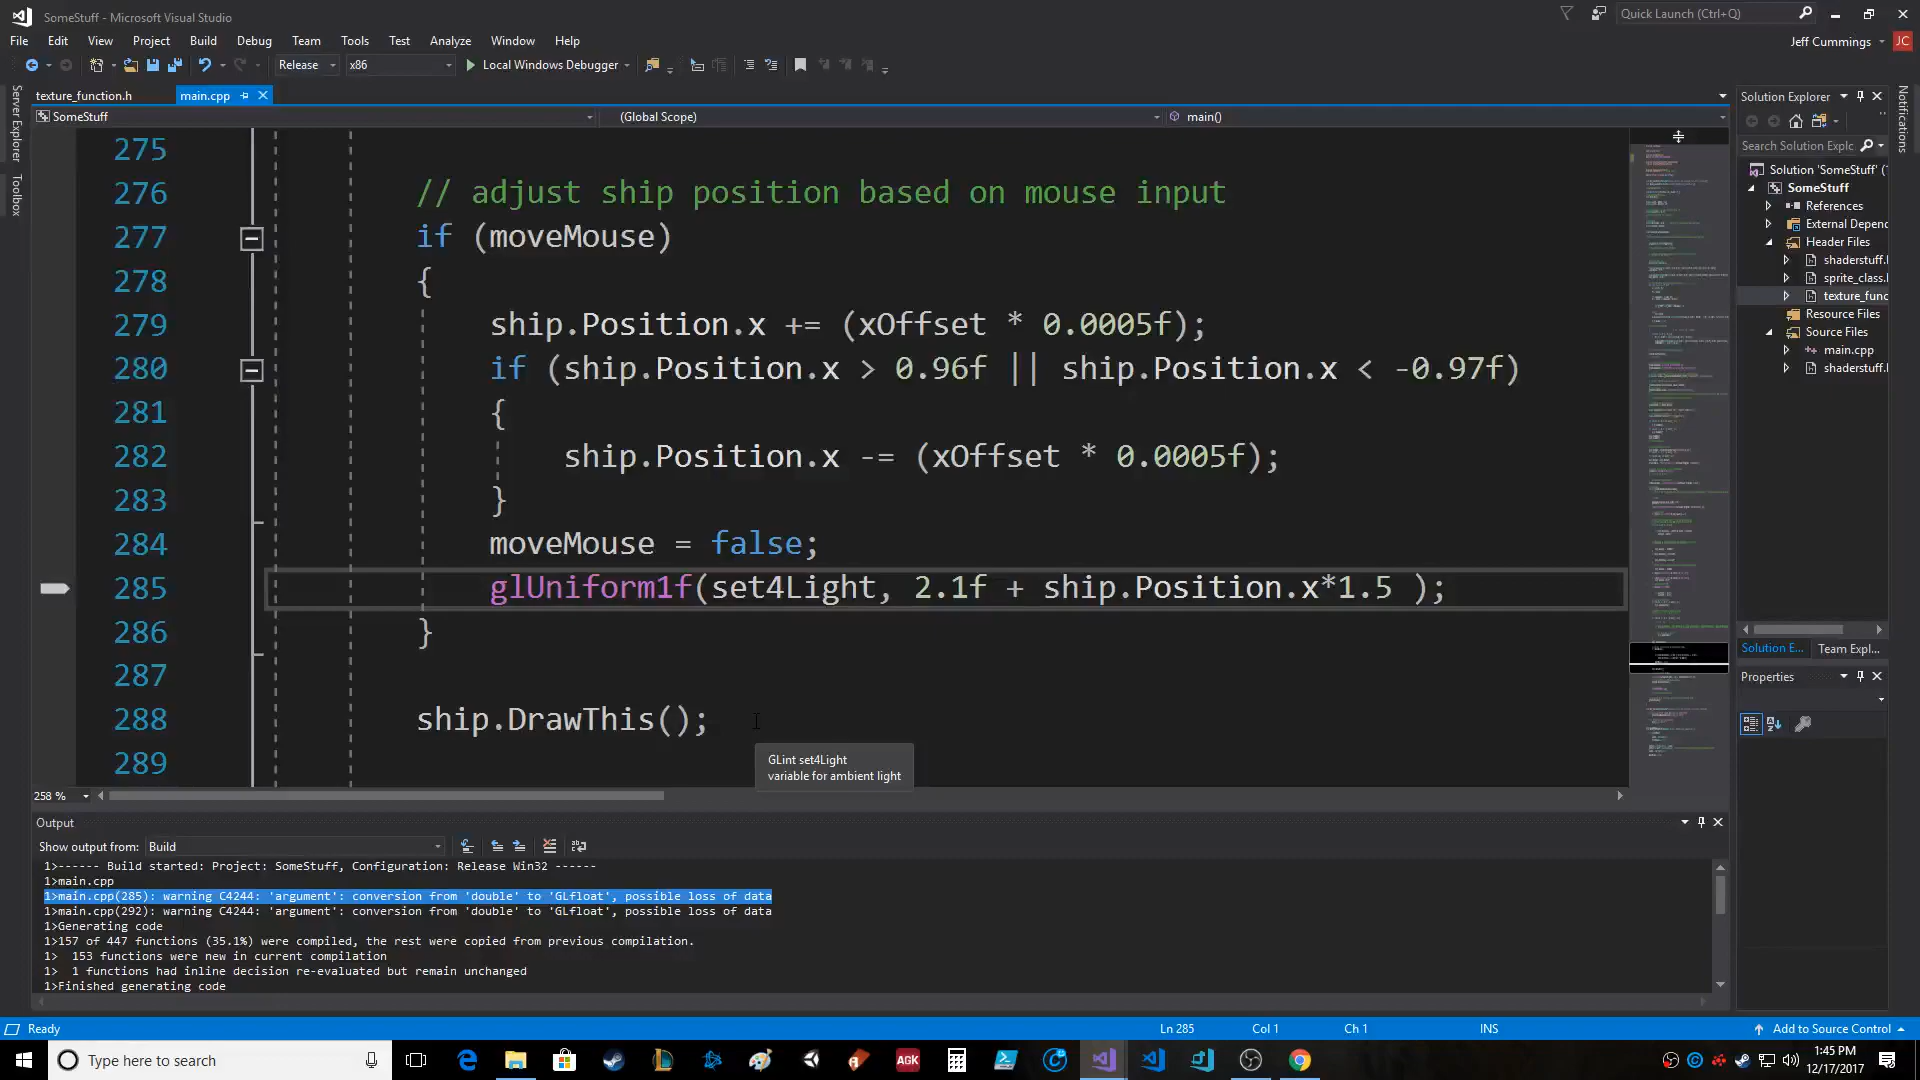 SomeStuff - Microsoft Visual Studio
Quick Launch (Ctrl+Q)
File Edit View Project Build Debug Team Tools Test Analyze Window Help
Jeff Cummings JC
Release x86 Local Windows Debugger
Server Explorer
Toolbox
Notifications
texture_function.h main.cpp
SomeStuff (Global Scope) main()
275
276 // adjust ship position based on mouse input
277 if (moveMouse)
278 {
279 ship.Position.x += (xOffset * 0.0005f);
280 if (ship.Position.x > 0.96f || ship.Position.x < -0.97f)
281 {
282 ship.Position.x -= (xOffset * 0.0005f);
283 }
284 moveMouse = false;
285 glUniform1f(set4Light, 2.1f + ship.Position.x*1.5 );
286 }
287
288 ship.DrawThis();
289
GLint set4Light
variable for ambient light
258 %
Solution Explorer
Search Solution Explc
Solution 'SomeStuff' (
SomeStuff
References
External Depend
Header Files
shaderstuff.
sprite_class.
texture_func
Resource Files
Source Files
main.cpp
shaderstuff.
Solution E... Team Expl...
Properties
Output
Show output from: Build
1>------ Build started: Project: SomeStuff, Configuration: Release Win32 ------
1>main.cpp
1>main.cpp(285): warning C4244: 'argument': conversion from 'double' to 'GLfloat', possible loss of data
1>main.cpp(292): warning C4244: 'argument': conversion from 'double' to 'GLfloat', possible loss of data
1>Generating code
1>157 of 447 functions (35.1%) were compiled, the rest were copied from previous compilation.
1>  153 functions were new in current compilation
1>  1 functions had inline decision re-evaluated but remain unchanged
1>Finished generating code
Ready Ln 285 Col 1 Ch 1 INS Add to Source Control
Type here to search
AGK
1:45 PM
12/17/2017